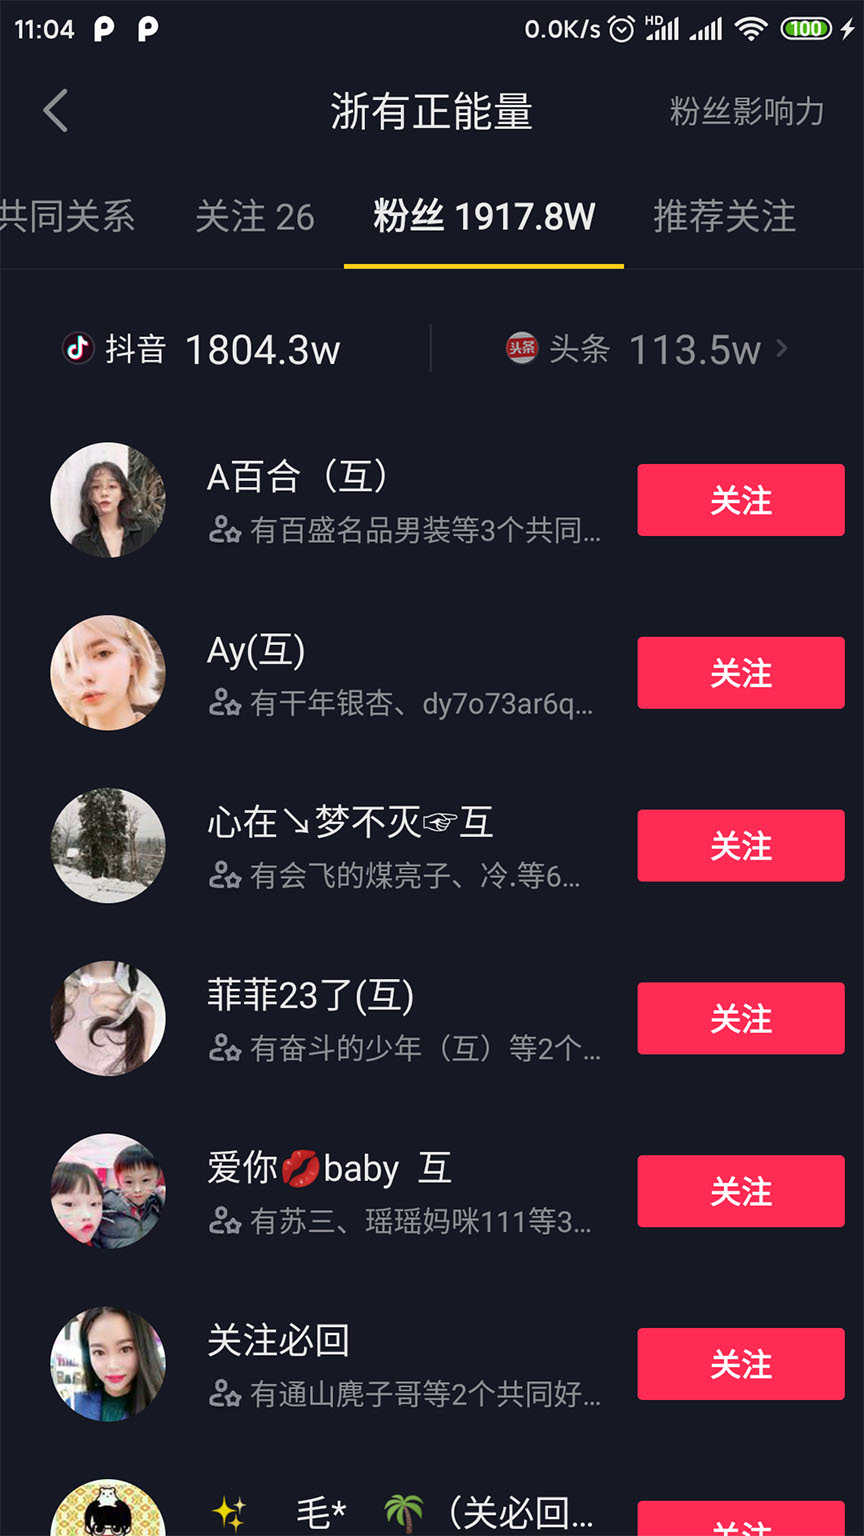 11:04 0.0K/s HD 100
浙有正能量 粉丝影响力
共同关系 关注 26 粉丝 1917.8W 推荐关注
抖音 1804.3w 头条 头条 113.5w
A百合（互）
有百盛名品男装等3个共同... 关注
Ay(互)
有干年银杏、dy7o73ar6q... 关注
心在↘梦不灭☞互
有会飞的煤亮子、冷.等6... 关注
菲菲23了(互)
有奋斗的少年（互）等2个... 关注
爱你💋baby 互
有苏三、瑶瑶妈咪111等3... 关注
关注必回
有通山麂子哥等2个共同好... 关注
✨ 毛* 🌴（关必回... 关注